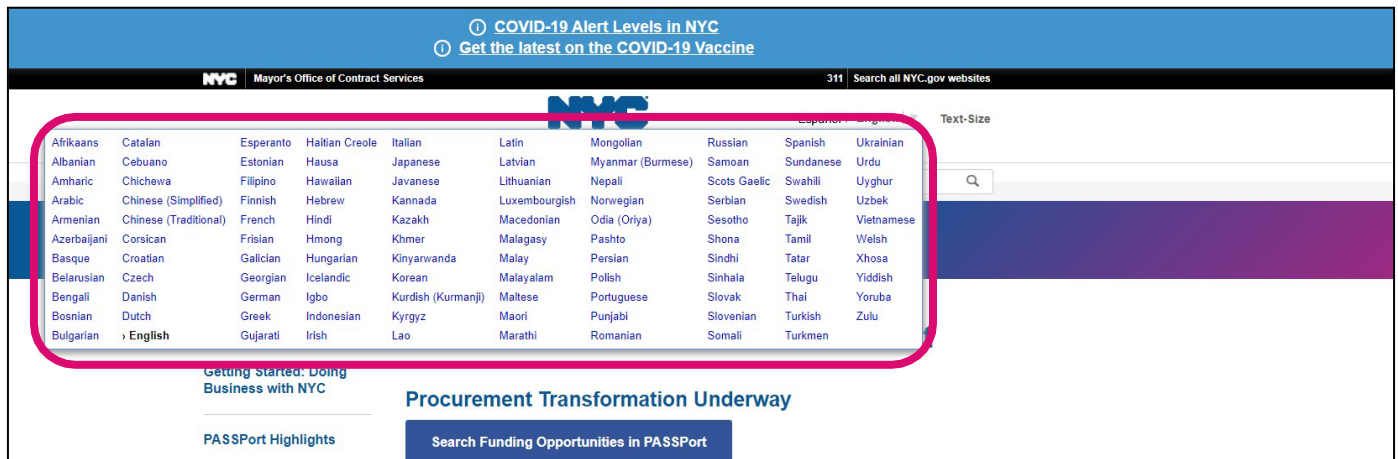 COVID-19 Alert Levels in NYC
Get the latest on the COVID-19 Vaccine
NYC Mayor's Office of Contract Services 311 Search all NYC.gov websites
NYC
Español Text-Size
Afrikaans Catalan Esperanto Haitian Creole Italian Latin Mongolian Russian Spanish Ukrainian
Albanian Cebuano Estonian Hausa Japanese Latvian Myanmar (Burmese) Samoan Sundanese Urdu
Amharic Chichewa Filipino Hawaiian Javanese Lithuanian Nepali Scots Gaelic Swahili Uyghur
Arabic Chinese (Simplified) Finnish Hebrew Kannada Luxembourgish Norwegian Serbian Swedish Uzbek
Armenian Chinese (Traditional) French Hindi Kazakh Macedonian Odia (Oriya) Sesotho Tajik Vietnamese
Azerbaijani Corsican Frisian Hmong Khmer Malagasy Pashto Shona Tamil Welsh
Basque Croatian Galician Hungarian Kinyarwanda Malay Persian Sindhi Tatar Xhosa
Belarusian Czech Georgian Icelandic Korean Malayalam Polish Sinhala Telugu Yiddish
Bengali Danish German Igbo Kurdish (Kurmanji) Maltese Portuguese Slovak Thai Yoruba
Bosnian Dutch Greek Indonesian Kyrgyz Maori Punjabi Slovenian Turkish Zulu
Bulgarian › English Gujarati Irish Lao Marathi Romanian Somali Turkmen
Getting Started: Doing
Business with NYC
Procurement Transformation Underway
PASSPort Highlights
Search Funding Opportunities in PASSPort